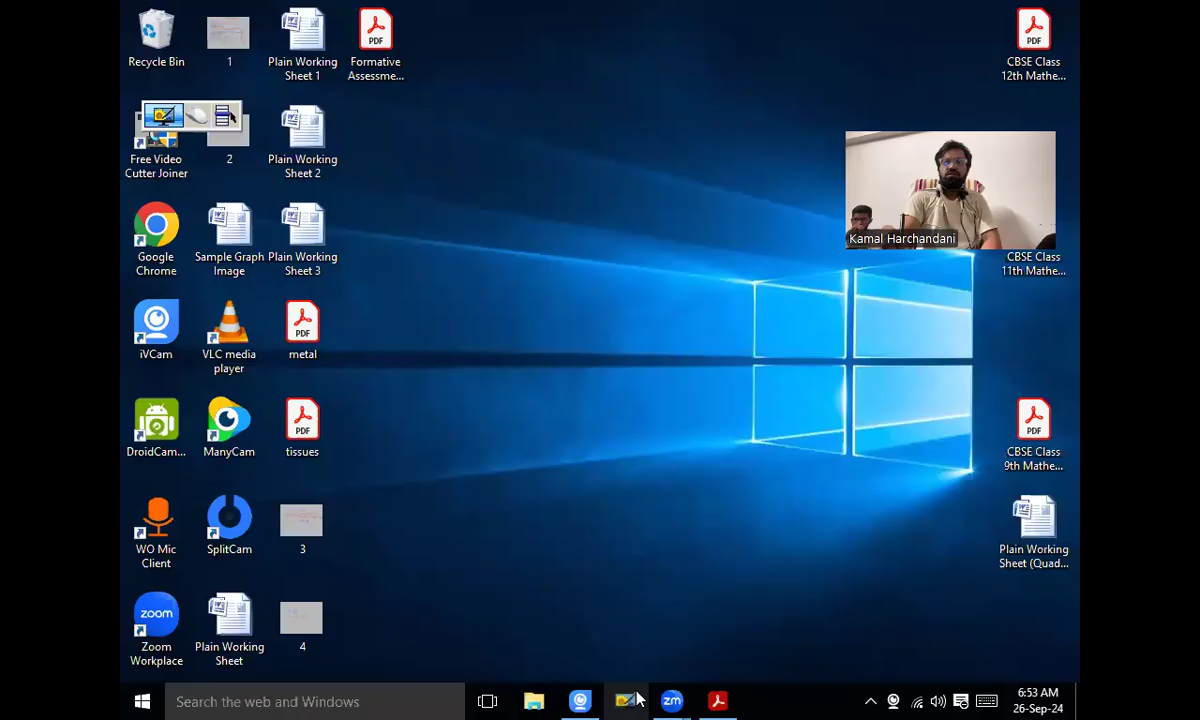 Recycle Bin
1
Plain Working
Sheet 1
PDF
Formative
Assessme...
PDF
CBSE Class
12th Mathe...
Free Video
Cutter Joiner
2
Plain Working
Sheet 2
Kamal Harchandani
Google
Chrome
Sample Graph
Image
Plain Working
Sheet 3
CBSE Class
11th Mathe...
iVCam
VLC media
player
PDF
metal
DroidCam...
ManyCam
PDF
tissues
PDF
CBSE Class
9th Mathe...
WO Mic
Client
SplitCam
3
Plain Working
Sheet (Quad...
zoom
Zoom
Workplace
Plain Working
Sheet
4
Search the web and Windows
zm
6:53 AM
26-Sep-24